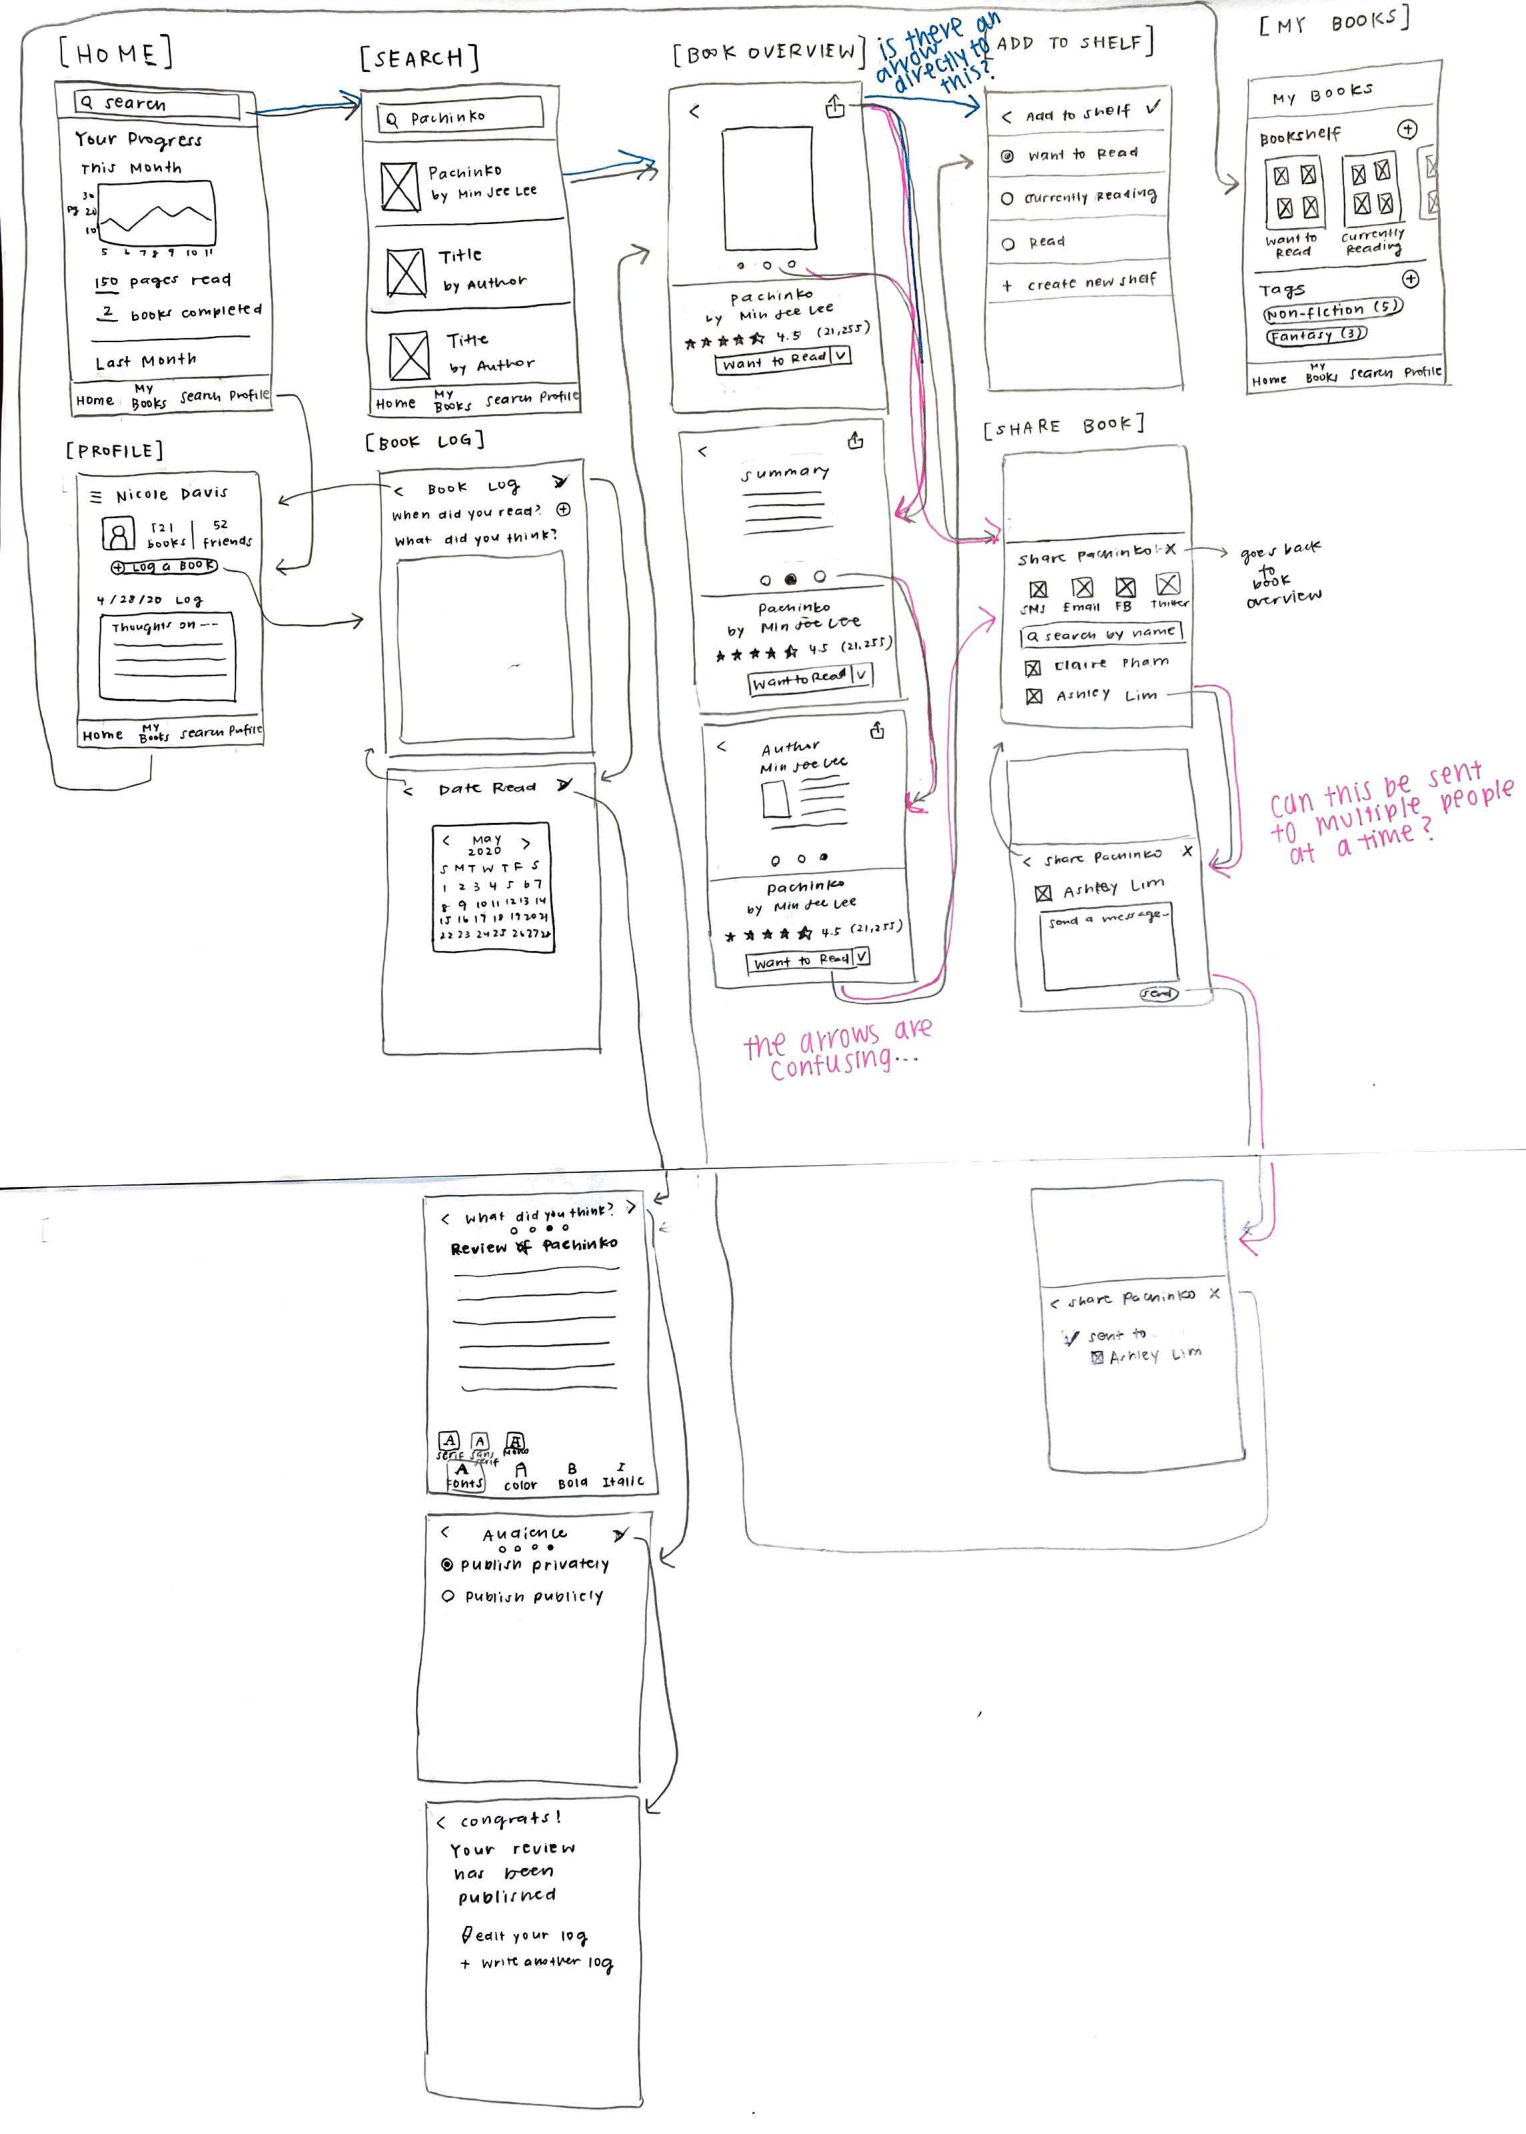 [HOME]
Q search
Your Progress
This Month
30
pg 20
10
5 6 7 8 9 10 11
150 pages read
2 books completed
Last Month
Home My Books Search Profile
[SEARCH]
Q Pachinko
Pachinko
by Min Jee Lee
Title
by Author
Title
by Author
Home My Books Search Profile
[BOOK OVERVIEW]
is there an
arrow
directly to
this?
Pachinko
by Min Jee Lee
4.5 (21,255)
Want to Read V
summary
Pachinko
by Min Jee Lee
4.5 (21,255)
Want to Read V
Author
Min Jee Lee
Pachinko
by Min Jee Lee
4.5 (21,255)
Want to Read V
the arrows are
confusing...
ADD TO SHELF]
< Add to shelf ✓
Want to Read
Currently Reading
Read
+ create new shelf
[MY BOOKS]
My Books
Bookshelf +
Want to
Read
Currently
Reading
Tags +
Non-fiction (5)
Fantasy (3)
Home My Books Search Profile
[PROFILE]
☰ Nicole Davis
121
books
52
friends
+ Log a Book
4/28/20 Log
Thoughts on --
Home My Books Search Profile
[BOOK LOG]
< Book Log >
When did you read? +
What did you think?
< Date Read >
< May >
2020
S M T W T F S
1 2 3 4 5 6 7
8 9 10 11 12 13 14
15 16 17 18 19 20 21
22 23 24 25 26 27 28
[SHARE BOOK]
Share Pachinko! X
goes back
to
book
overview
SMS Email FB Twitter
Q search by name
Claire Pham
Ashley Lim
can this be sent
to multiple people
at a time?
< Share Pachinko X
Ashley Lim
Send a message-
Send
< Share Pachinko X
✓ sent to
Ashley Lim
< What did you think? >
Review of Pachinko
A A A
serif sans serif Mono
A A B I
Fonts color Bold Italic
< Audience
publish privately
publish publicly
< congrats!
Your review
has been
published
edit your log
+ write another log